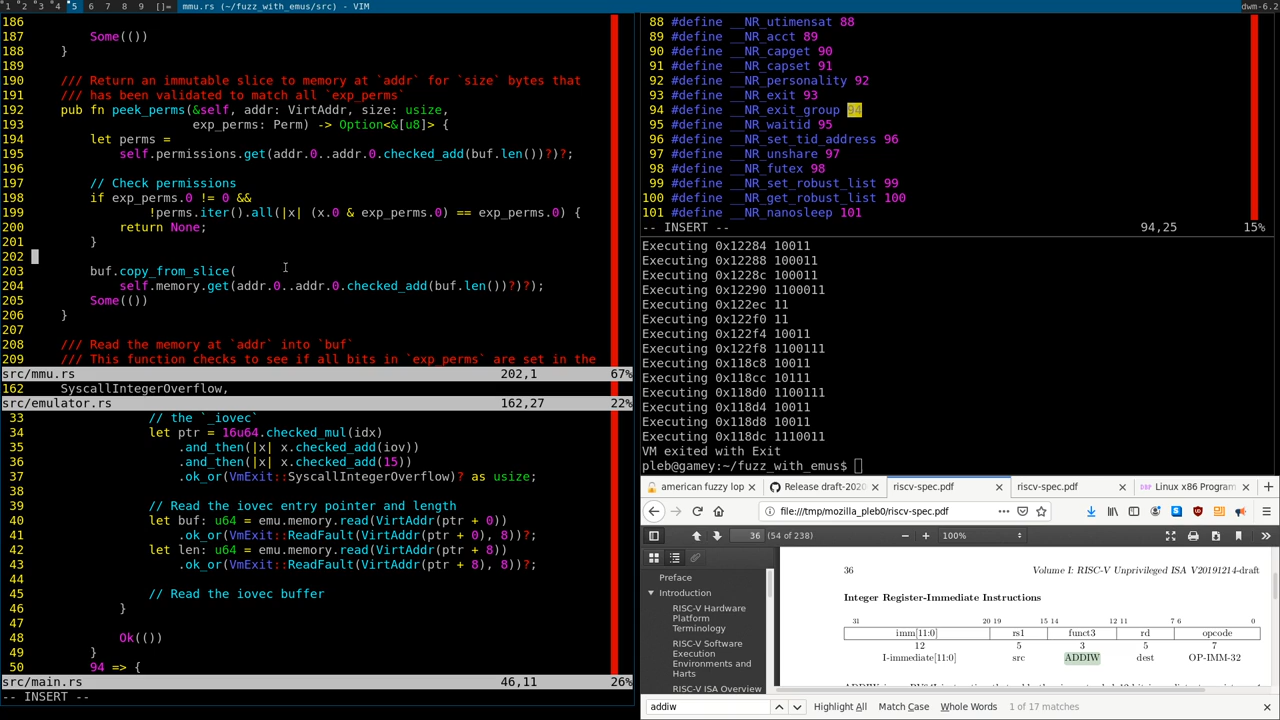 1 2 3 4 5 6 7 8 9 []= mmu.rs (~/fuzz_with_emus/src) - VIM dwm-6.2
186
187 Some(())
188 }
189
190 /// Return an immutable slice to memory at `addr` for `size` bytes that
191 /// has been validated to match all `exp_perms`
192 pub fn peek_perms(&self, addr: VirtAddr, size: usize,
193 exp_perms: Perm) -> Option<&[u8]> {
194 let perms =
195 self.permissions.get(addr.0..addr.0.checked_add(buf.len())?)?;
196
197 // Check permissions
198 if exp_perms.0 != 0 &&
199 !perms.iter().all(|x| (x.0 & exp_perms.0) == exp_perms.0) {
200 return None;
201 }
202
203 buf.copy_from_slice(
204 self.memory.get(addr.0..addr.0.checked_add(buf.len())?)?);
205 Some(())
206 }
207
208 /// Read the memory at `addr` into `buf`
209 /// This function checks to see if all bits in `exp_perms` are set in the
src/mmu.rs 202,1 67%
162 SyscallIntegerOverflow,
src/emulator.rs 162,27 22%
33 // the `_iovec`
34 let ptr = 16u64.checked_mul(idx)
35 .and_then(|x| x.checked_add(iov))
36 .and_then(|x| x.checked_add(15))
37 .ok_or(VmExit::SyscallIntegerOverflow)? as usize;
38
39 // Read the iovec entry pointer and length
40 let buf: u64 = emu.memory.read(VirtAddr(ptr + 0))
41 .ok_or(VmExit::ReadFault(VirtAddr(ptr + 0), 8))?;
42 let len: u64 = emu.memory.read(VirtAddr(ptr + 8))
43 .ok_or(VmExit::ReadFault(VirtAddr(ptr + 8), 8))?;
44
45 // Read the iovec buffer
46 }
47
48 Ok(())
49 }
50 94 => {
src/main.rs 46,11 26%
-- INSERT --
88 #define __NR_utimensat 88
89 #define __NR_acct 89
90 #define __NR_capget 90
91 #define __NR_capset 91
92 #define __NR_personality 92
93 #define __NR_exit 93
94 #define __NR_exit_group 94
95 #define __NR_waitid 95
96 #define __NR_set_tid_address 96
97 #define __NR_unshare 97
98 #define __NR_futex 98
99 #define __NR_set_robust_list 99
100 #define __NR_get_robust_list 100
101 #define __NR_nanosleep 101
-- INSERT -- 94,25 15%
Executing 0x12284 10011
Executing 0x12288 100011
Executing 0x1228c 100011
Executing 0x12290 1100011
Executing 0x122ec 11
Executing 0x122f0 11
Executing 0x122f4 10011
Executing 0x122f8 1100111
Executing 0x118c8 10011
Executing 0x118cc 10111
Executing 0x118d0 1100111
Executing 0x118d4 10011
Executing 0x118d8 10011
Executing 0x118dc 1110011
VM exited with Exit
pleb@gamey:~/fuzz_with_emus$
american fuzzy lop Release draft-2020 riscv-spec.pdf riscv-spec.pdf Linux x86 Program
file:///tmp/mozilla_pleb0/riscv-spec.pdf
36 (54 of 238) 100%
Preface
Introduction
RISC-V Hardware
Platform
Terminology
RISC-V Software
Execution
Environments and
Harts
RISC-V ISA Overview
36 Volume I: RISC-V Unprivileged ISA V20191214-draft
Integer Register-Immediate Instructions
31 20 19 15 14 12 11 7 6 0
imm[11:0] rs1 funct3 rd opcode
12 5 3 5 7
I-immediate[11:0] src ADDIW dest OP-IMM-32
addiw Highlight All Match Case Whole Words 1 of 17 matches